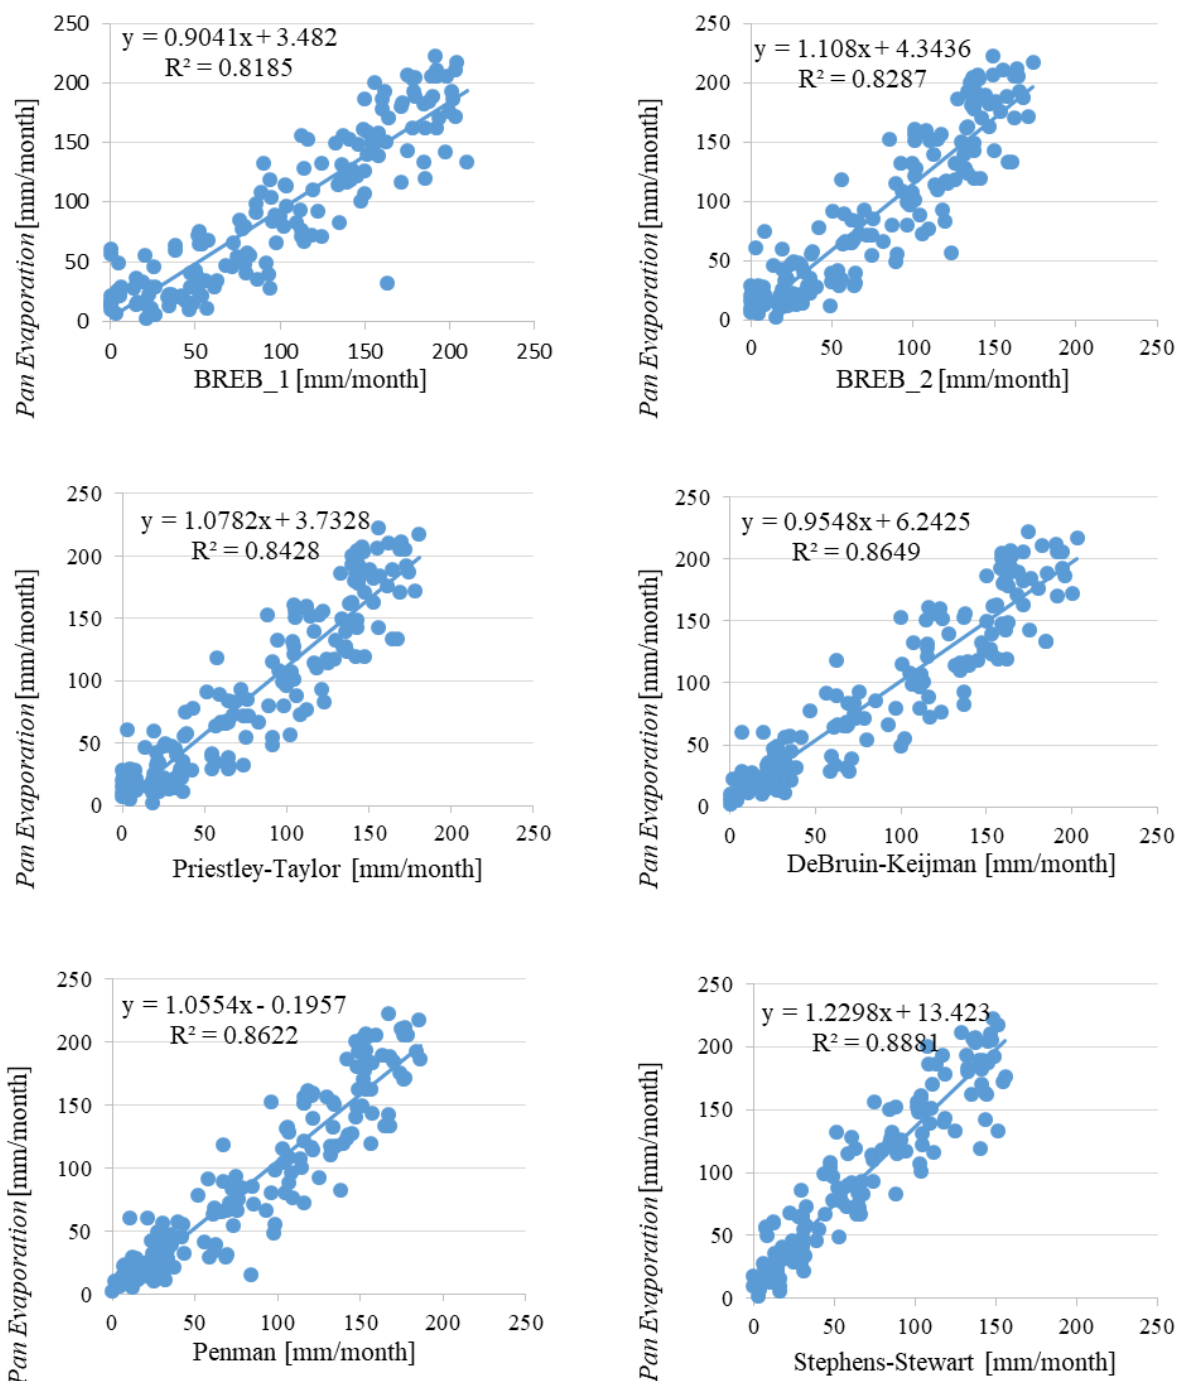 y = 0.9041x + 3.482
R² = 0.8185
250
200
150
100
50
0
0 50 100 150 200 250
Pan Evaporation [mm/month]
BREB_1 [mm/month]
y = 1.108x + 4.3436
R² = 0.8287
250
200
150
100
50
0
0 50 100 150 200 250
Pan Evaporation [mm/month]
BREB_2 [mm/month]
y = 1.0782x + 3.7328
R² = 0.8428
250
200
150
100
50
0
0 50 100 150 200 250
Pan Evaporation [mm/month]
Priestley-Taylor [mm/month]
y = 0.9548x + 6.2425
R² = 0.8649
250
200
150
100
50
0
0 50 100 150 200 250
Pan Evaporation [mm/month]
DeBruin-Keijman [mm/month]
y = 1.0554x - 0.1957
R² = 0.8622
250
200
150
100
50
0
0 50 100 150 200 250
Pan Evaporation [mm/month]
Penman [mm/month]
y = 1.2298x + 13.423
R² = 0.8881
250
200
150
100
50
0
0 50 100 150 200 250
Pan Evaporation [mm/month]
Stephens-Stewart [mm/month]